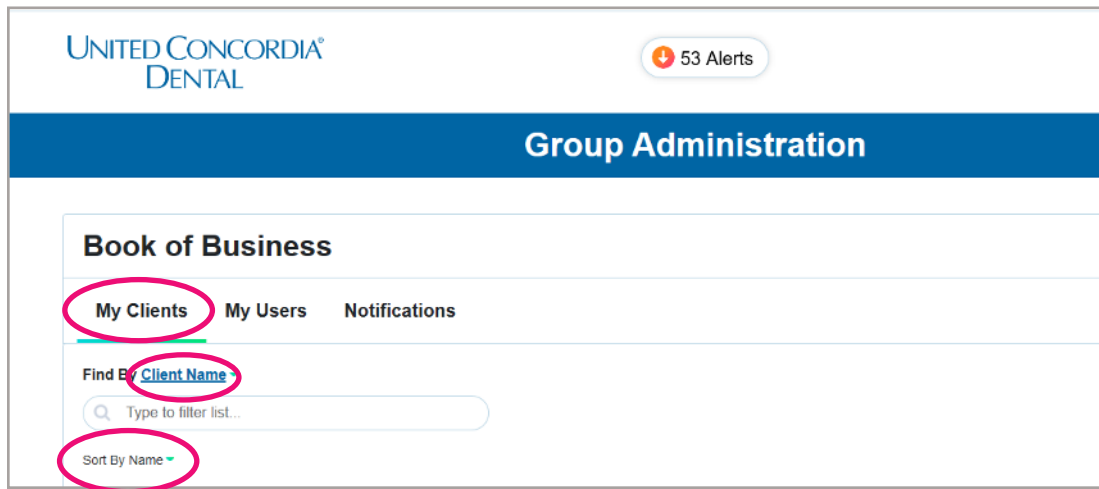 UNITED CONCORDIA®
DENTAL
53 Alerts
Group Administration
Book of Business
My Clients My Users Notifications
Find By Client Name
Type to filter list...
Sort By Name